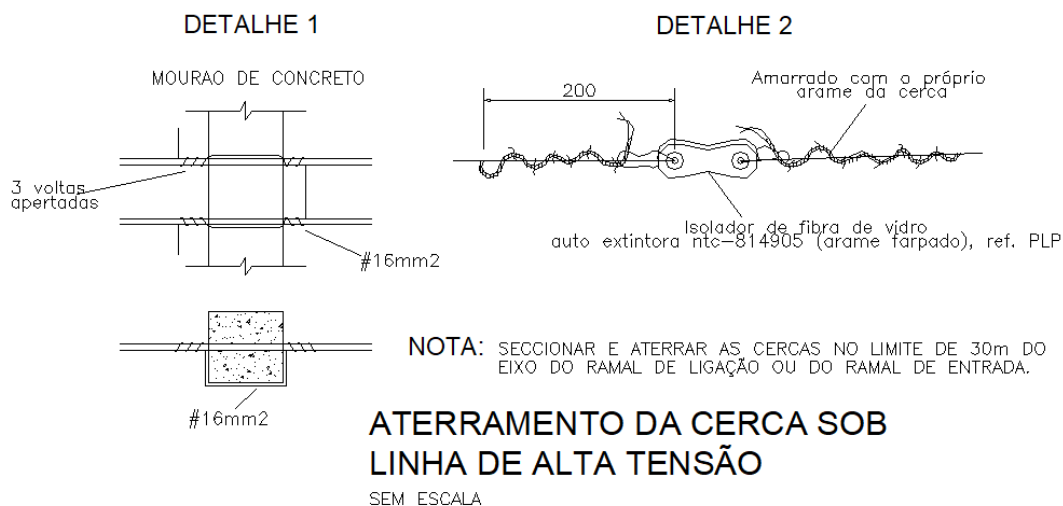 DETALHE 1
MOURAO DE CONCRETO
3 voltas
apertadas
#16mm2
#16mm2
DETALHE 2
200
Amarrado com o próprio
arame da cerca
Isolador de fibra de vidro
auto extintora ntc-814905 (arame farpado), ref. PLP
NOTA: SECCIONAR E ATERRAR AS CERCAS NO LIMITE DE 30m DO
EIXO DO RAMAL DE LIGAÇÃO OU DO RAMAL DE ENTRADA.
ATERRAMENTO DA CERCA SOB
LINHA DE ALTA TENSÃO
SEM ESCALA